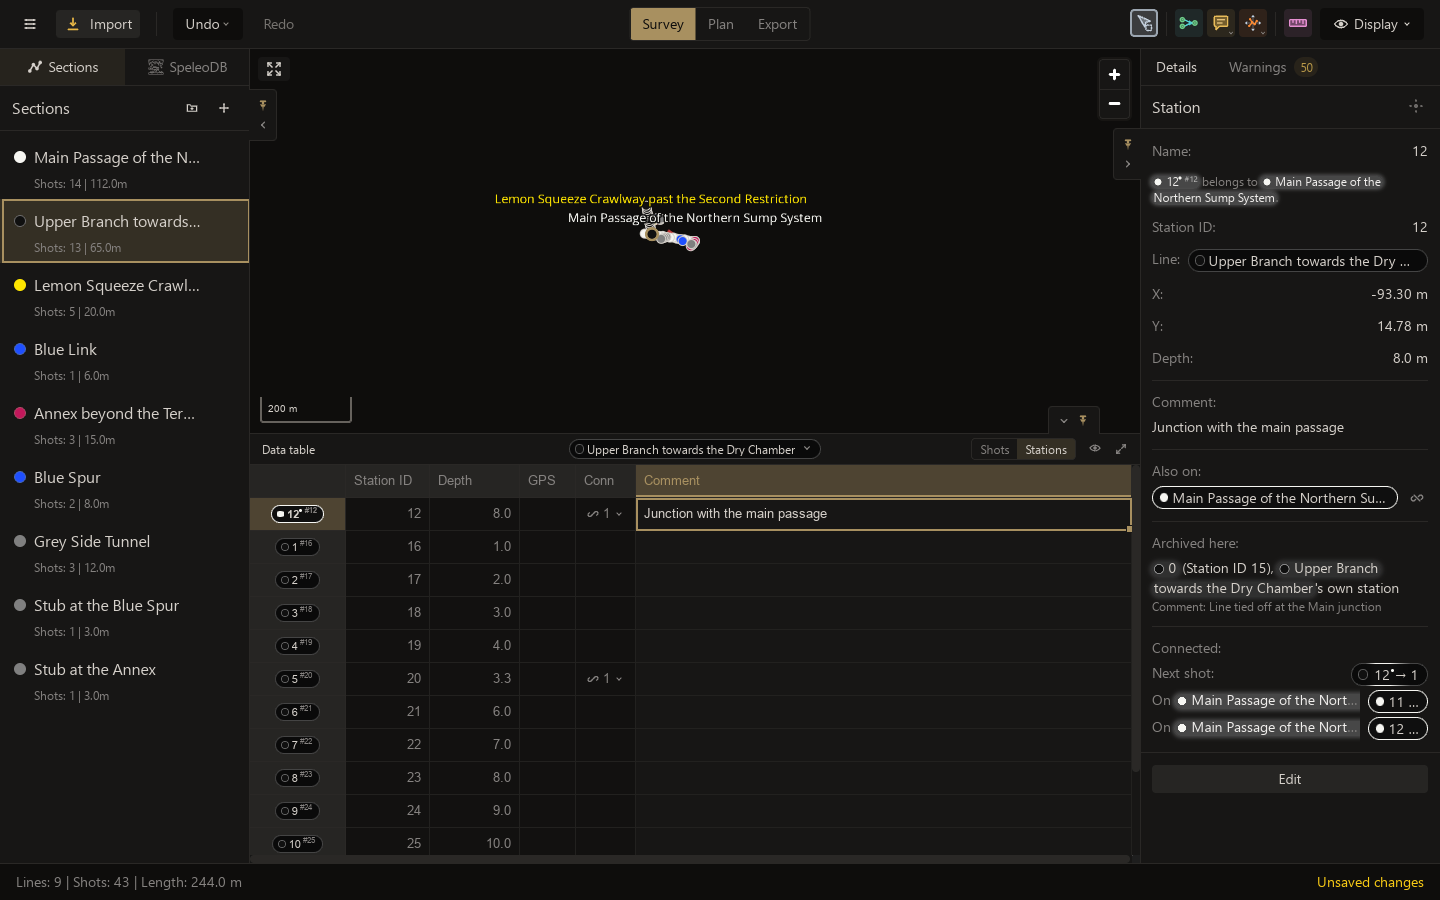 Import
Undo
Redo
Survey
Plan
Export
Display
Sections
SpeleoDB
Sections
Main Passage of the N...
Shots: 14 | 112.0m
Upper Branch towards...
Shots: 13 | 65.0m
Lemon Squeeze Crawl...
Shots: 5 | 20.0m
Blue Link
Shots: 1 | 6.0m
Annex beyond the Ter...
Shots: 3 | 15.0m
Blue Spur
Shots: 2 | 8.0m
Grey Side Tunnel
Shots: 3 | 12.0m
Stub at the Blue Spur
Shots: 1 | 3.0m
Stub at the Annex
Shots: 1 | 3.0m
Lemon Squeeze Crawlway past the Second Restriction
Main Passage of the Northern Sump System
200 m
Data table
Upper Branch towards the Dry Chamber
Shots
Stations
Station ID Depth GPS Conn Comment
12• #12 12 8.0 1 Junction with the main passage
1 #16 16 1.0
2 #17 17 2.0
3 #18 18 3.0
4 #19 19 4.0
5 #20 20 3.3 1
6 #21 21 6.0
7 #22 22 7.0
8 #23 23 8.0
9 #24 24 9.0
10 #25 25 10.0
Details
Warnings 50
Station
Name: 12
12• #12 belongs to Main Passage of the
Northern Sump System.
Station ID: 12
Line: Upper Branch towards the Dry ...
X: -93.30 m
Y: 14.78 m
Depth: 8.0 m
Comment:
Junction with the main passage
Also on:
Main Passage of the Northern Su...
Archived here:
0 (Station ID 15), Upper Branch
towards the Dry Chamber's own station
Comment: Line tied off at the Main junction
Connected:
Next shot: 12•→ 1
On Main Passage of the Nort... 11 ...
On Main Passage of the Nort... 12 ...
Edit
Lines: 9 | Shots: 43 | Length: 244.0 m
Unsaved changes